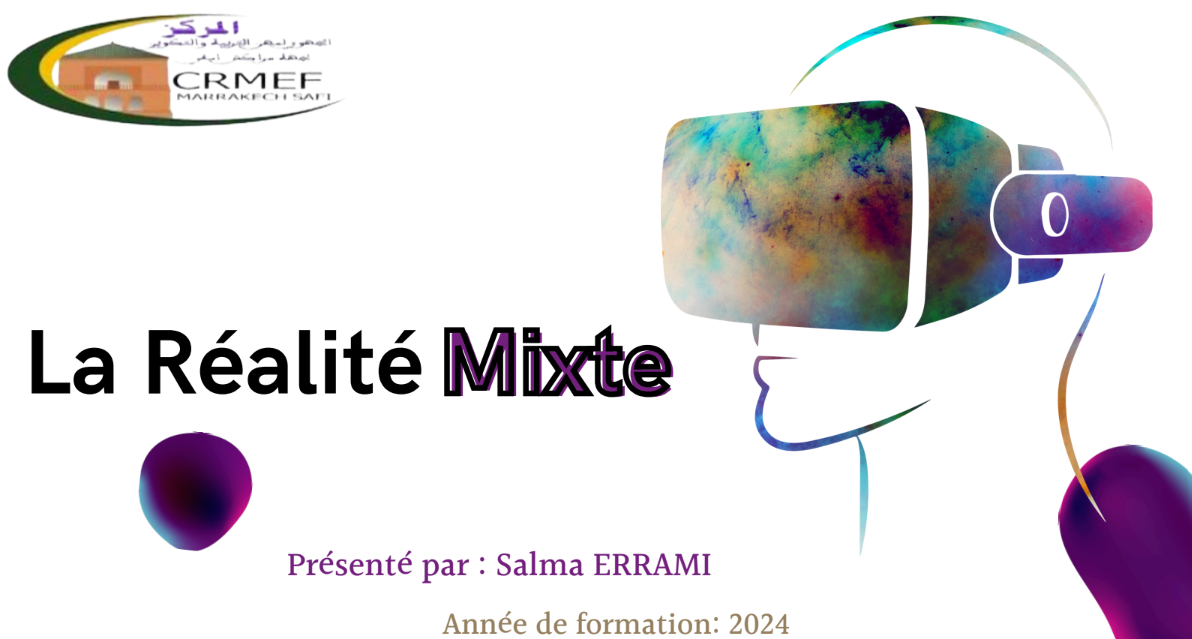 المركز
CRMEF
MARRAKECH SAFI
La Réalité Mixte
Présenté par : Salma ERRAMI
Année de formation: 2024